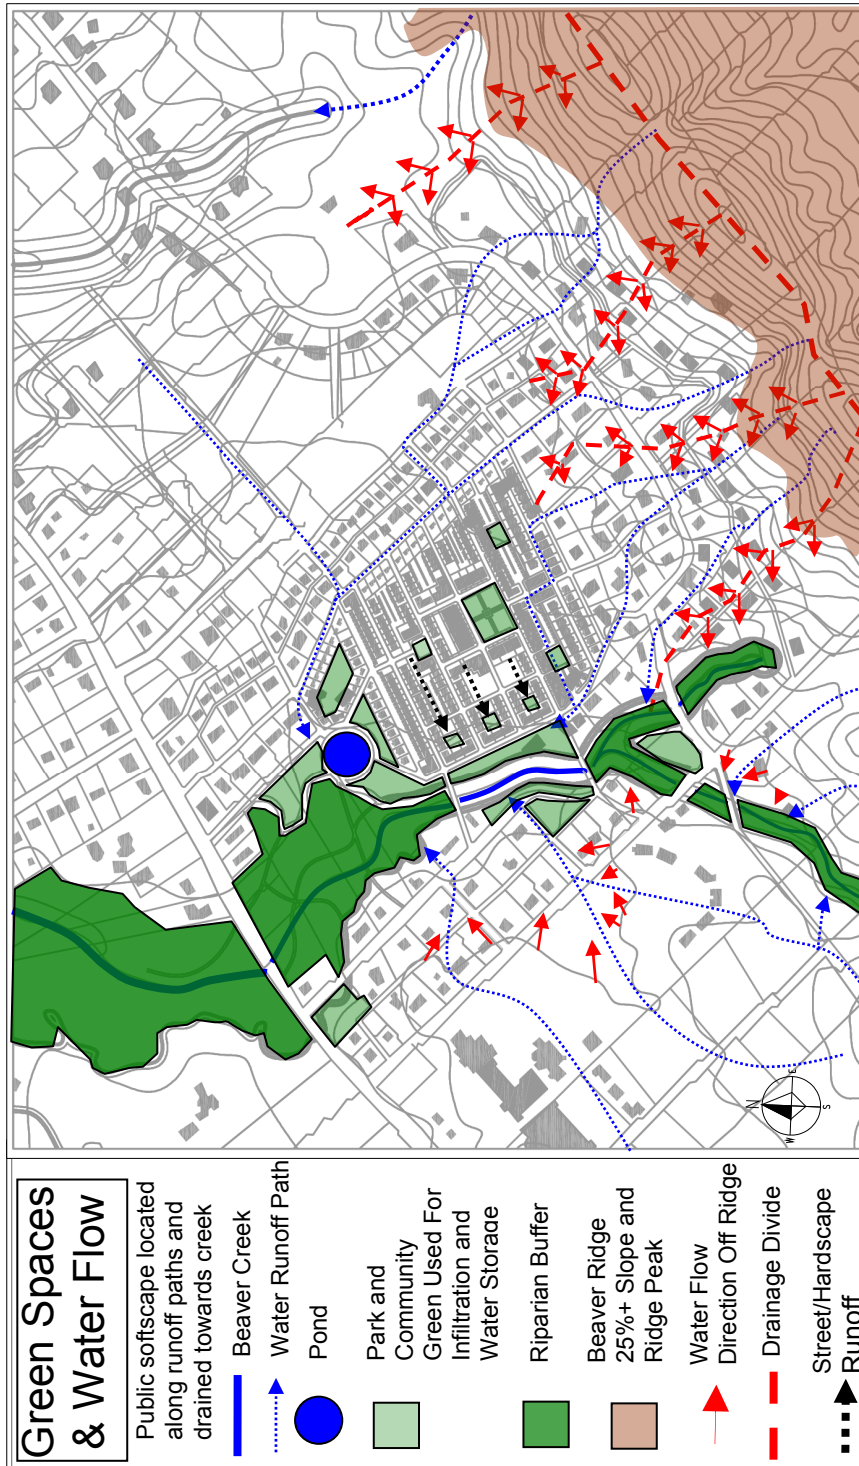 Green Spaces
& Water Flow
Public softscape located
along runoff paths and
drained towards creek
Beaver Creek
Water Runoff Path
Pond
Park and
Community
Green Used For
Infiltration and
Water Storage
Riparian Buffer
Beaver Ridge
25%+ Slope and
Ridge Peak
Water Flow
Direction Off Ridge
Drainage Divide
Street/Hardscape
Runoff
N
E
S
W